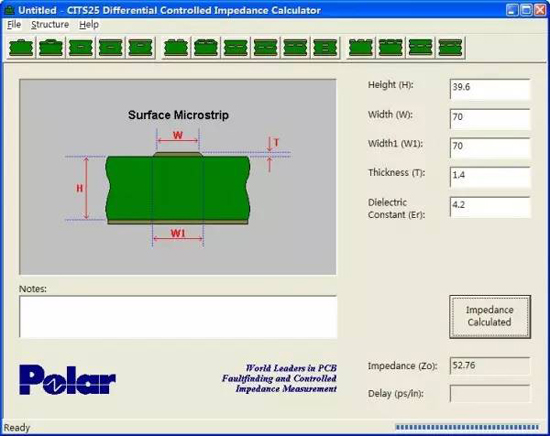 Untitled - CITS25 Differential Controlled Impedance Calculator
File Structure Help
Surface Microstrip
W
T
H
W1
Height (H): 39.6
Width (W): 70
Width1 (W1): 70
Thickness (T): 1.4
Dielectric
Constant (Er): 4.2
Notes:
Impedance
Calculated
Polar
World Leaders in PCB
Faultfinding and Controlled
Impedance Measurement
Impedance (Zo): 52.76
Delay (ps/in):
Ready